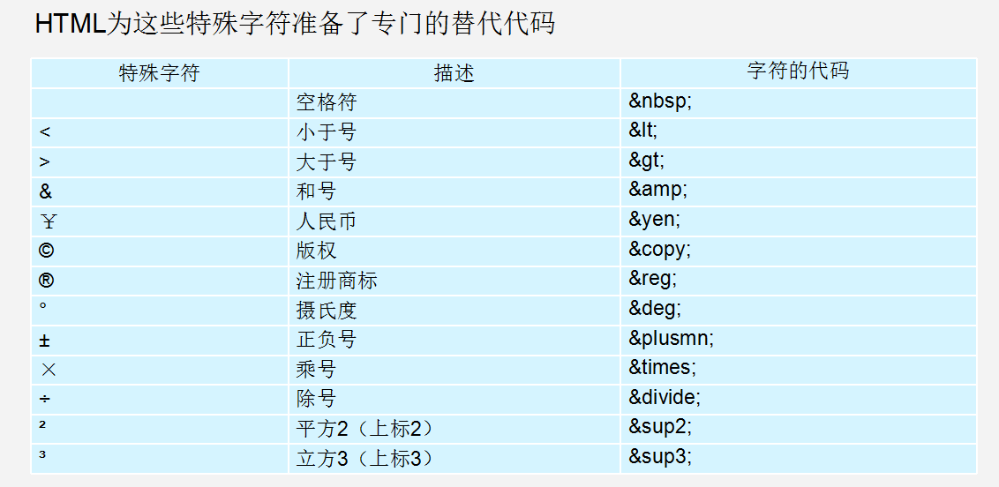 HTML为这些特殊字符准备了专门的替代代码
特殊字符 描述 字符的代码
空格符 &nbsp;
< 小于号 &lt;
> 大于号 &gt;
& 和号 &amp;
￥ 人民币 &yen;
© 版权 &copy;
® 注册商标 &reg;
° 摄氏度 &deg;
± 正负号 &plusmn;
× 乘号 &times;
÷ 除号 &divide;
² 平方2（上标2） &sup2;
³ 立方3（上标3） &sup3;